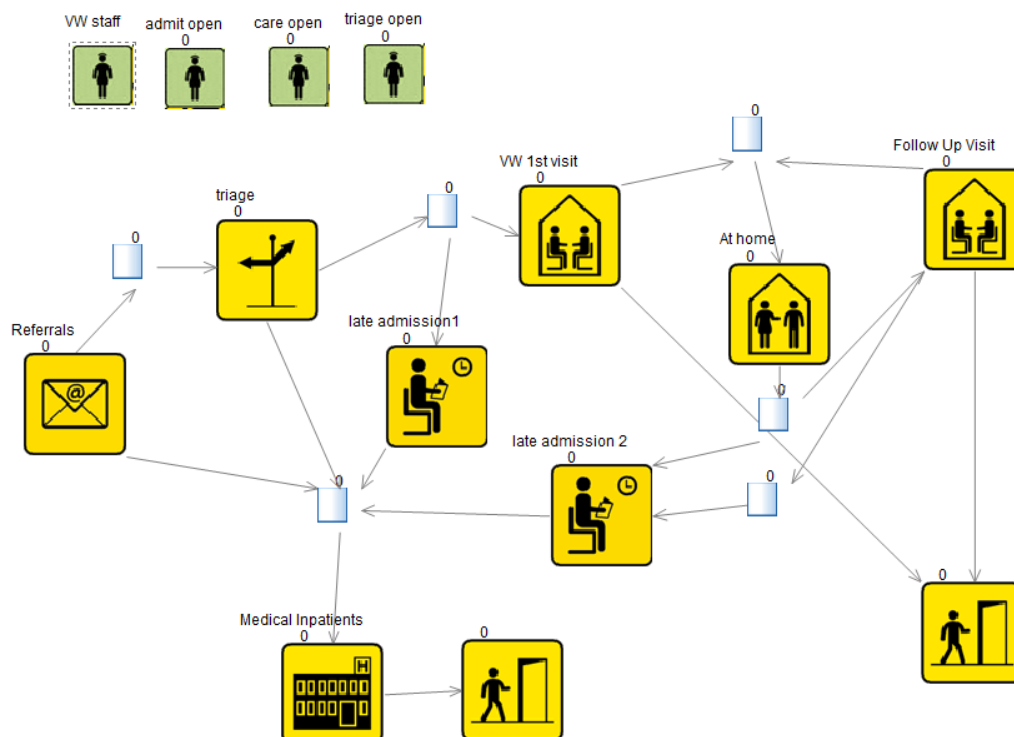 VW staff
admit open
0
care open
0
triage open
0
0
VW 1st visit
0
Follow Up Visit
0
triage
0
0
0
At home
0
Referrals
0
late admission1
0
@
0
late admission 2
0
0
0
0
Medical Inpatients
0
0
H